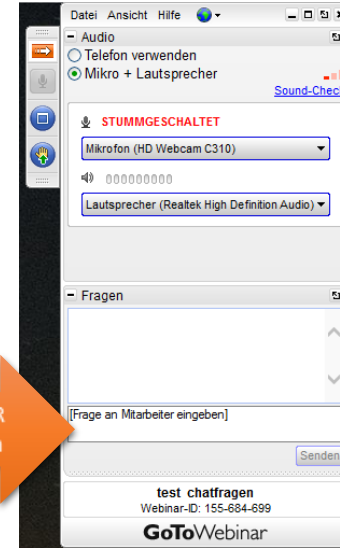 Datei Ansicht Hilfe
Audio
Telefon verwenden
Mikro + Lautsprecher
Sound-Check
STUMMGESCHALTET
Mikrofon (HD Webcam C310)
000000000
Lautsprecher (Realtek High Definition Audio)
Fragen
R
[Frage an Mitarbeiter eingeben]
n
Senden
test chatfragen
Webinar-ID: 155-684-699
GoToWebinar